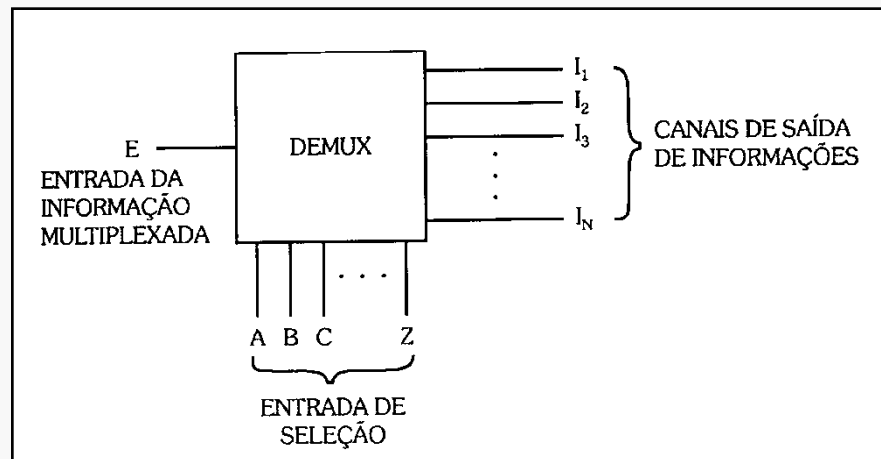 I1
I2
I3
IN
CANAIS DE SAÍDA
DE INFORMAÇÕES
DEMUX
E
ENTRADA DA
INFORMAÇÃO
MULTIPLEXADA
A B C . . . Z
ENTRADA DE
SELEÇÃO